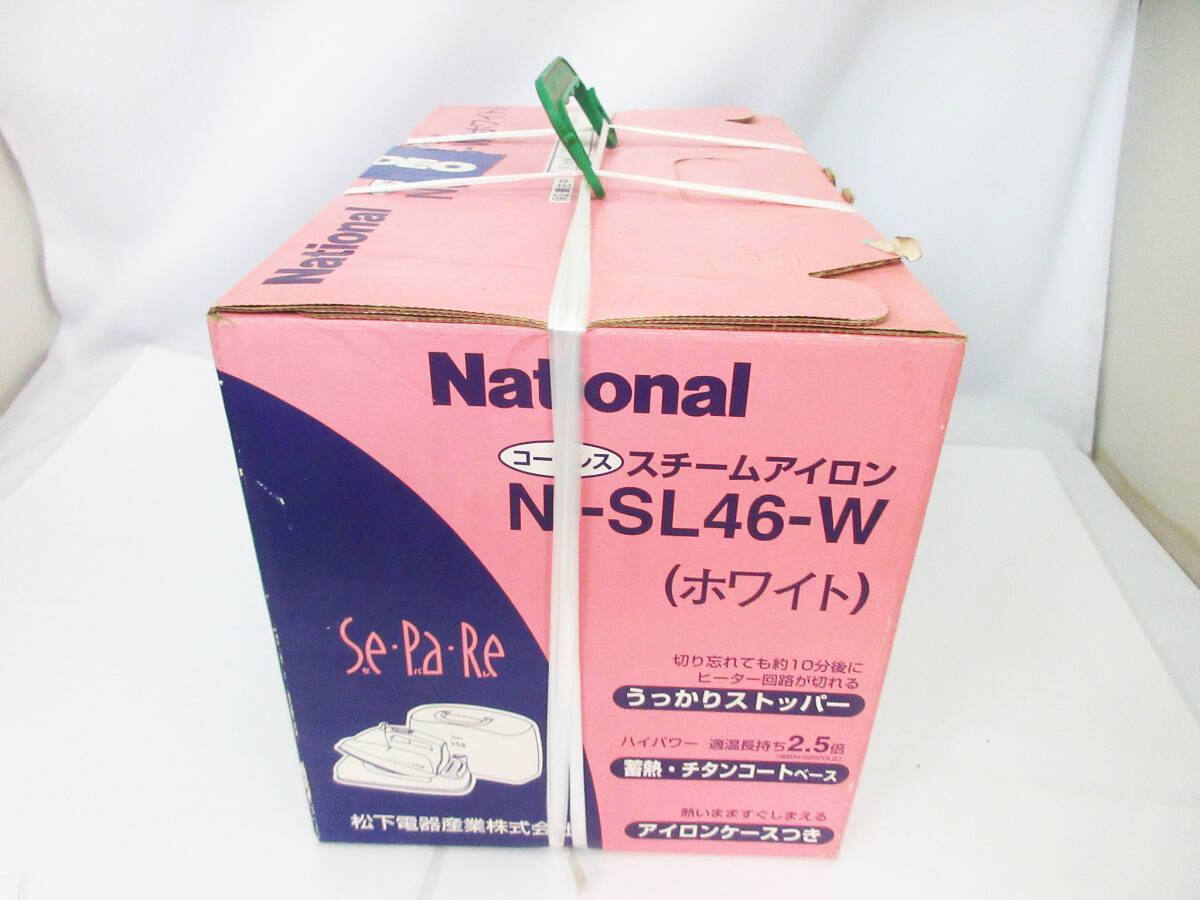 National
National
コードレス スチームアイロン
NI-SL46-W
(ホワイト)
Se・Pa・Re
セ パ レ
切り忘れても約10分後に
ヒーター回路が切れる
うっかりストッパー
ハイパワー 適温長持ち2.5倍
蓄熱・チタンコートベース
熱いまますぐしまえる
アイロンケースつき
松下電器産業株式会社